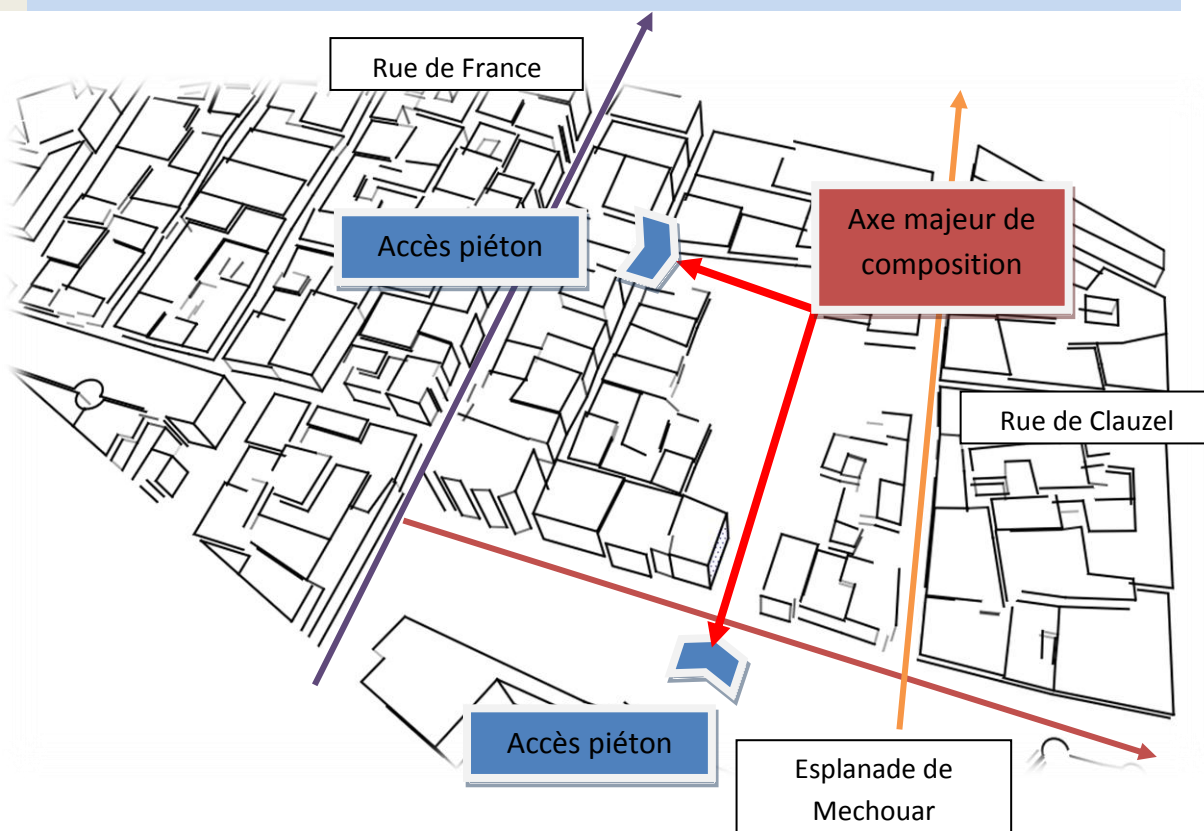 Rue de France
Accès piéton
Axe majeur de
composition
Rue de Clauzel
Accès piéton
Esplanade de
Mechouar